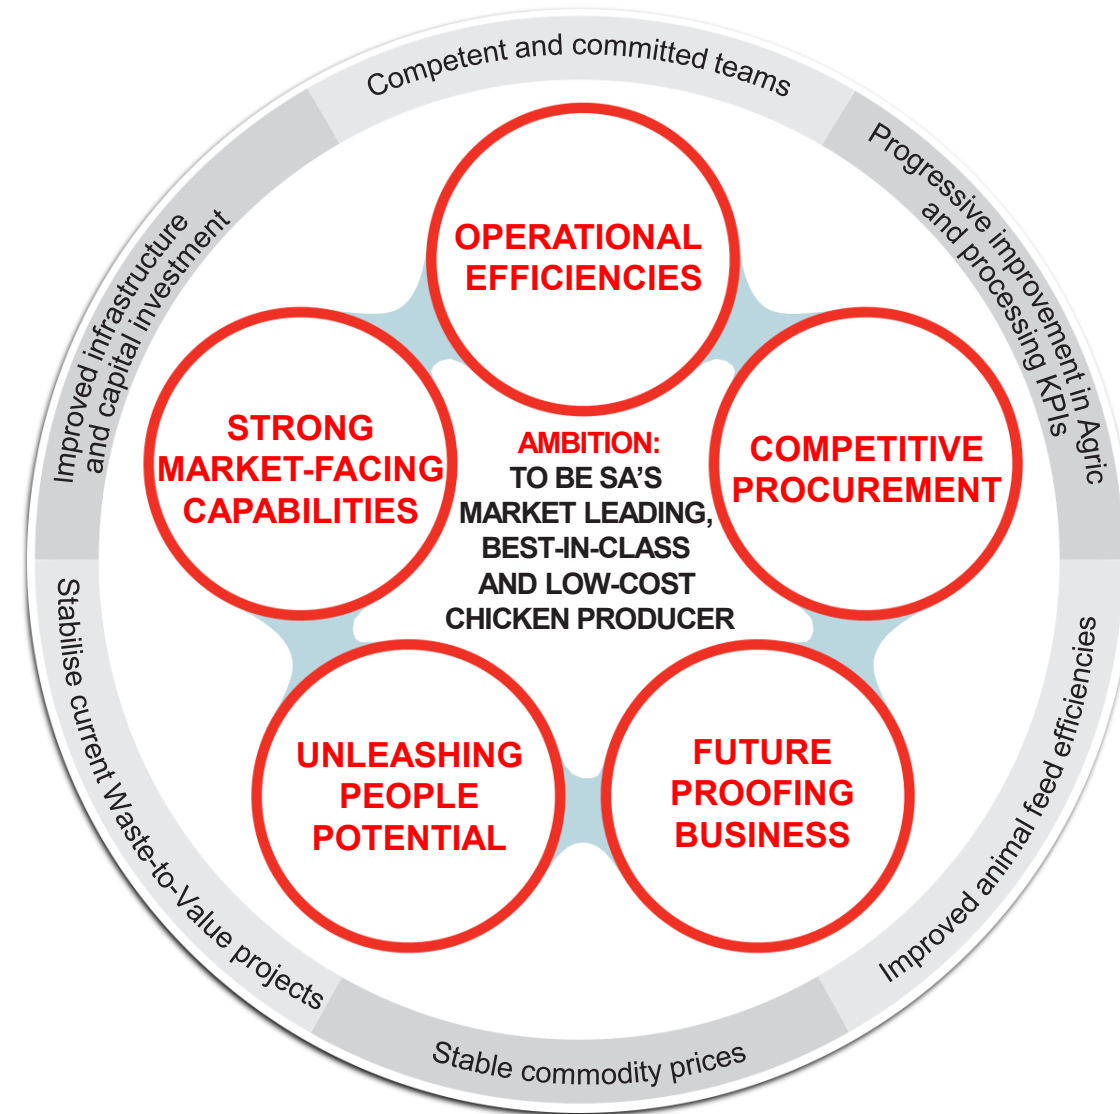 Competent and committed teams
Progressive improvement in Agric
and processing KPIs
Improved animal feed efficiencies
Stable commodity prices
Stabilise current Waste-to-Value projects
Improved infrastructure
and capital investment
OPERATIONAL
EFFICIENCIES
COMPETITIVE
PROCUREMENT
FUTURE
PROOFING
BUSINESS
UNLEASHING
PEOPLE
POTENTIAL
STRONG
MARKET-FACING
CAPABILITIES
AMBITION:
TO BE SA’S
MARKET LEADING,
BEST-IN-CLASS
AND LOW-COST
CHICKEN PRODUCER